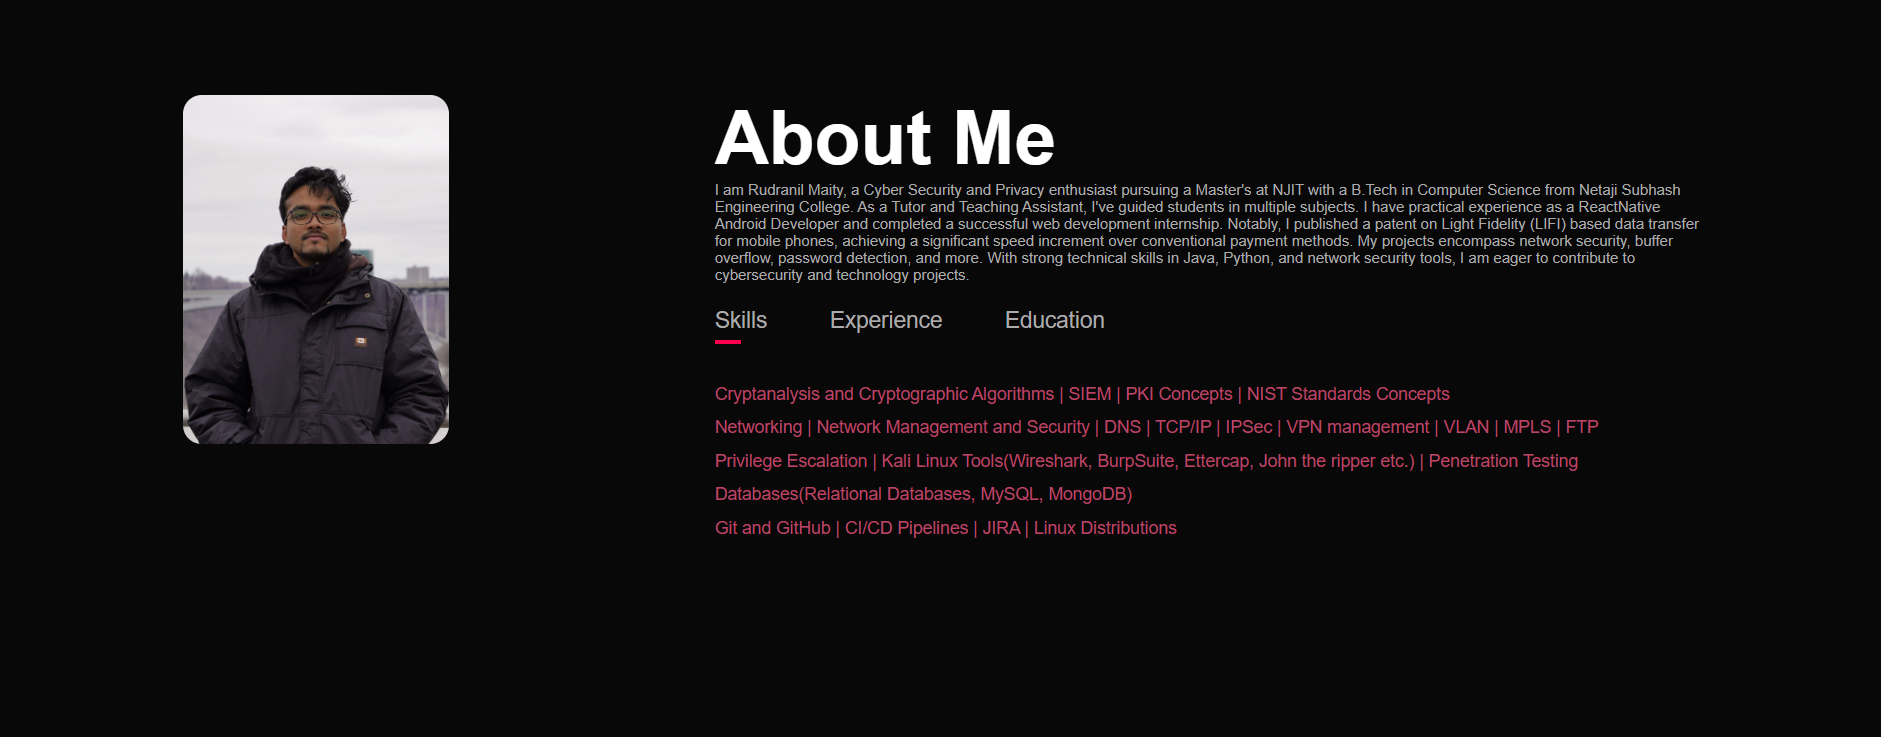 About Me
I am Rudranil Maity, a Cyber Security and Privacy enthusiast pursuing a Master's at NJIT with a B.Tech in Computer Science from Netaji Subhash
Engineering College. As a Tutor and Teaching Assistant, I've guided students in multiple subjects. I have practical experience as a ReactNative
Android Developer and completed a successful web development internship. Notably, I published a patent on Light Fidelity (LIFI) based data transfer
for mobile phones, achieving a significant speed increment over conventional payment methods. My projects encompass network security, buffer
overflow, password detection, and more. With strong technical skills in Java, Python, and network security tools, I am eager to contribute to
cybersecurity and technology projects.
Skills Experience Education
Cryptanalysis and Cryptographic Algorithms | SIEM | PKI Concepts | NIST Standards Concepts
Networking | Network Management and Security | DNS | TCP/IP | IPSec | VPN management | VLAN | MPLS | FTP
Privilege Escalation | Kali Linux Tools(Wireshark, BurpSuite, Ettercap, John the ripper etc.) | Penetration Testing
Databases(Relational Databases, MySQL, MongoDB)
Git and GitHub | CI/CD Pipelines | JIRA | Linux Distributions